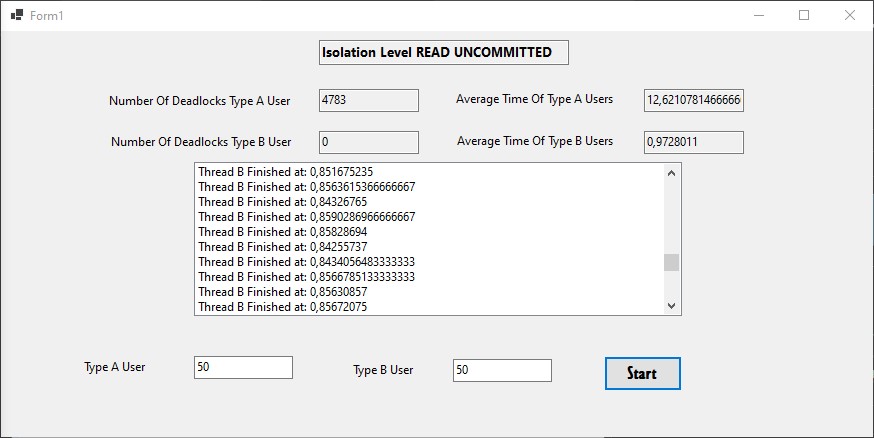 Form1
Isolation Level READ UNCOMMITTED
Number Of Deadlocks Type A User 4783 Average Time Of Type A Users 12,6210781466666
Number Of Deadlocks Type B User 0 Average Time Of Type B Users 0,9728011
Thread B Finished at: 0,851675235
Thread B Finished at: 0,8563615366666667
Thread B Finished at: 0,84326765
Thread B Finished at: 0,8590286966666667
Thread B Finished at: 0,85828694
Thread B Finished at: 0,84255737
Thread B Finished at: 0,8434056483333333
Thread B Finished at: 0,8566785133333333
Thread B Finished at: 0,85630857
Thread B Finished at: 0,85672075
Type A User 50 Type B User 50 Start